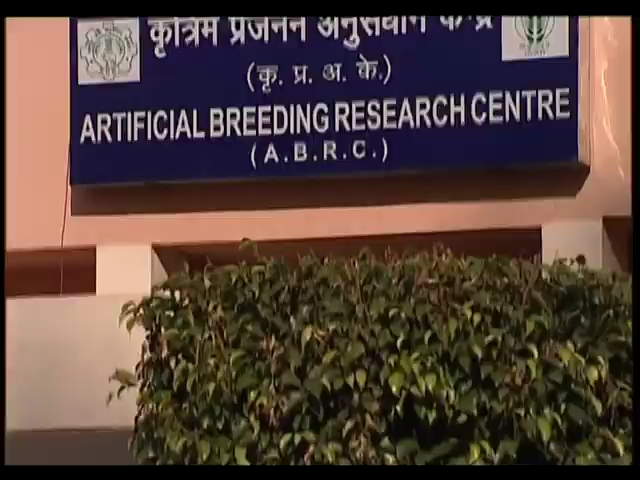 कृत्रिम प्रजनन अनुसंधान केन्द्र
(कृ. प्र. अ. के.)
ARTIFICIAL BREEDING RESEARCH CENTRE
(A.B.R.C.)